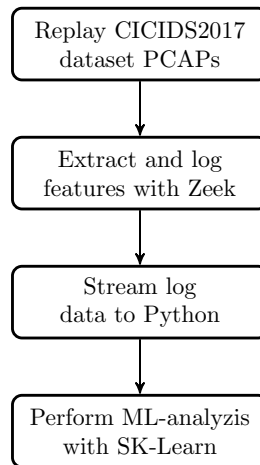 Replay CICIDS2017
dataset PCAPs
Extract and log
features with Zeek
Stream log
data to Python
Perform ML-analyzis
with SK-Learn